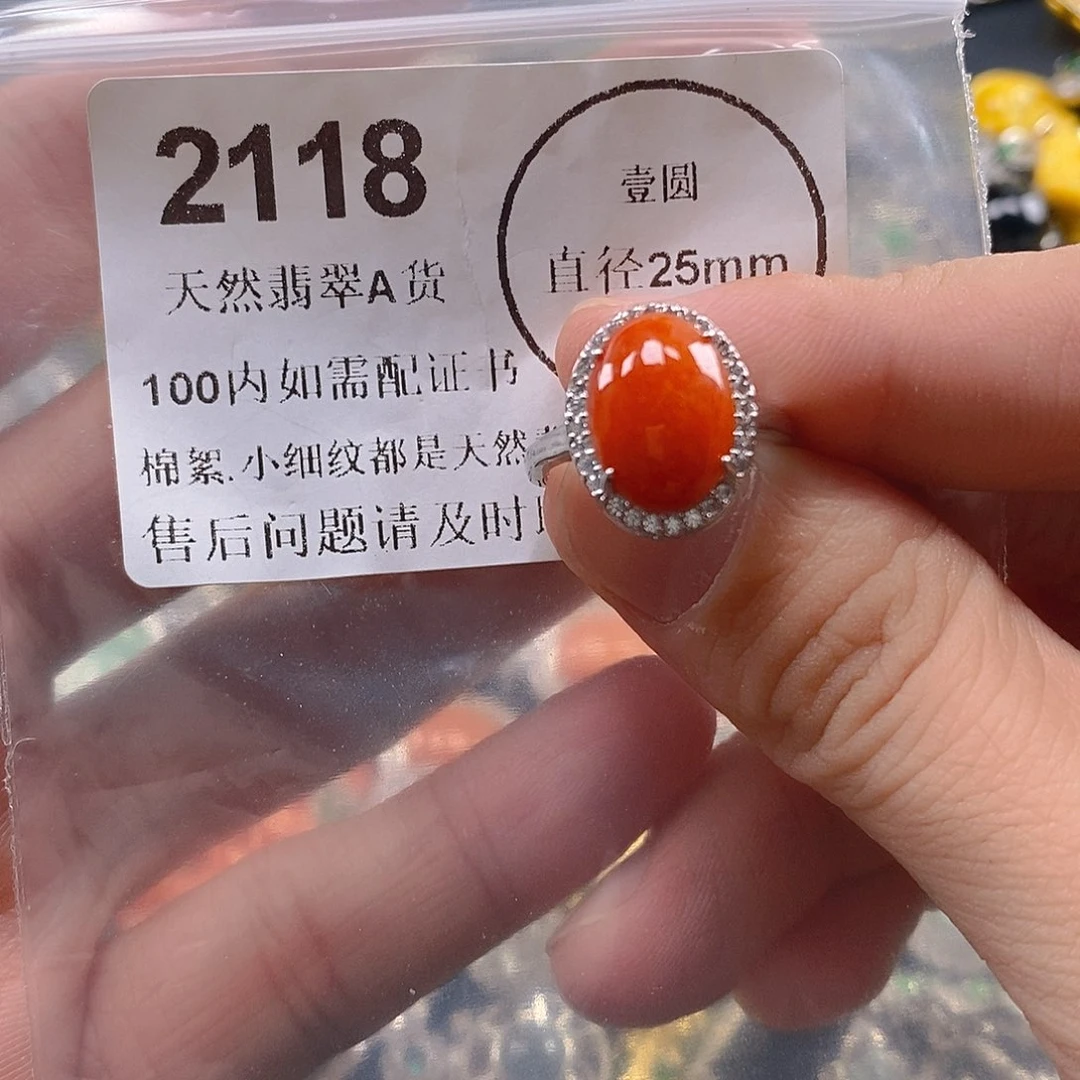 2118
壹圆
天然翡翠A货
直径25mm
100内如需配证书
棉絮.小细纹都是天然
售后问题请及时